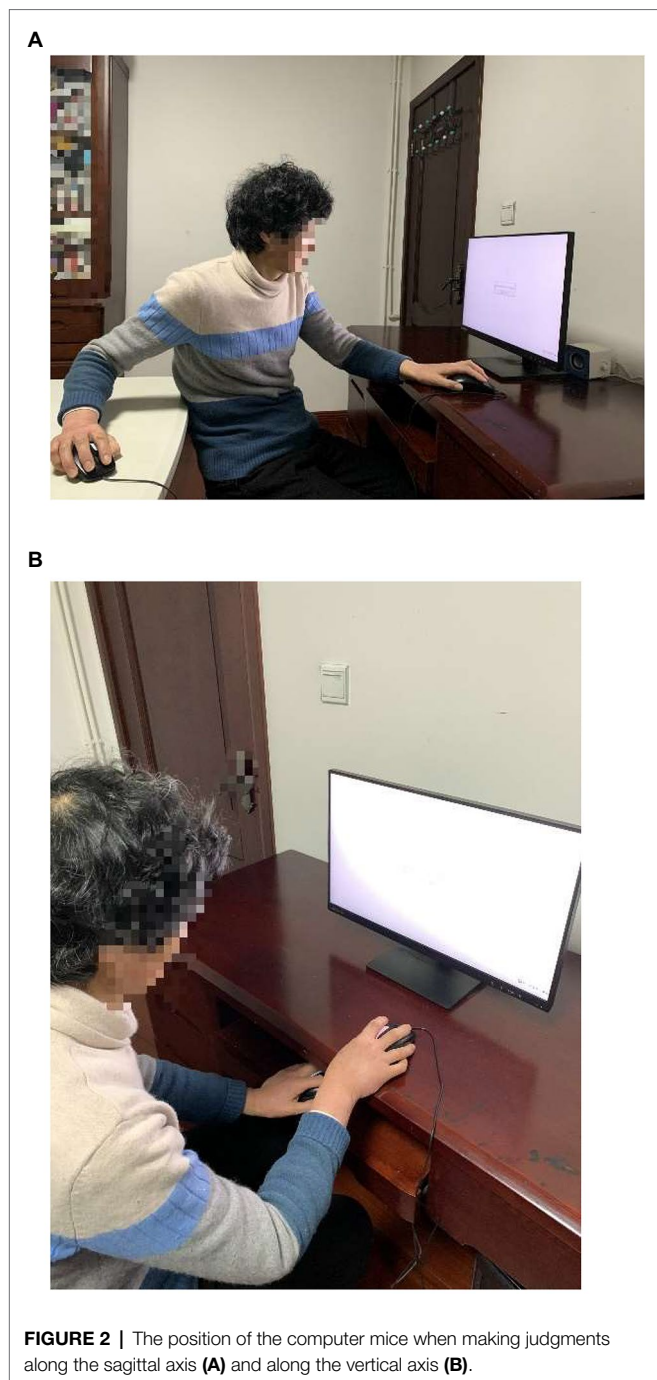 A
B
FIGURE 2 | The position of the computer mice when making judgments
along the sagittal axis (A) and along the vertical axis (B).